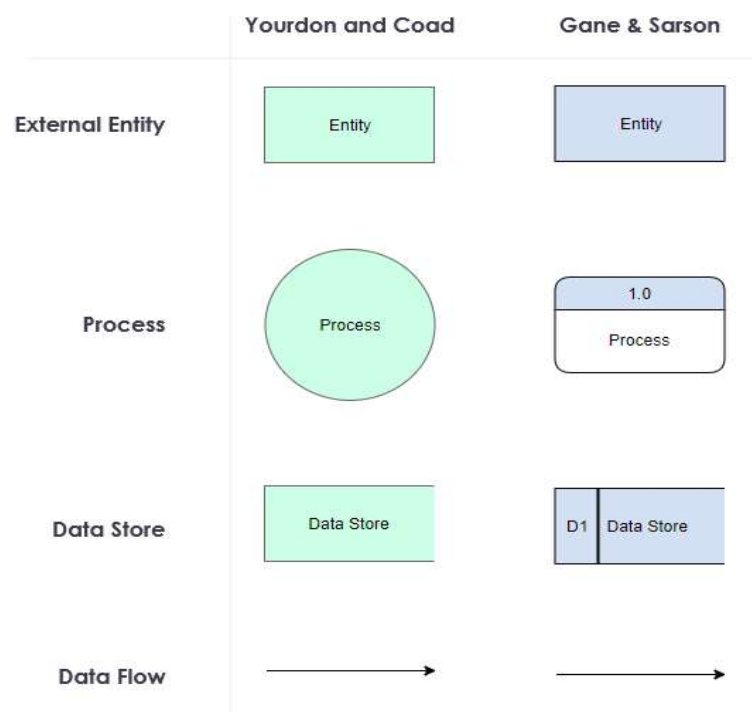 Yourdon and Coad Gane & Sarson
External Entity Entity Entity
1.0
Process Process Process
Data Store Data Store D1 Data Store
Data Flow